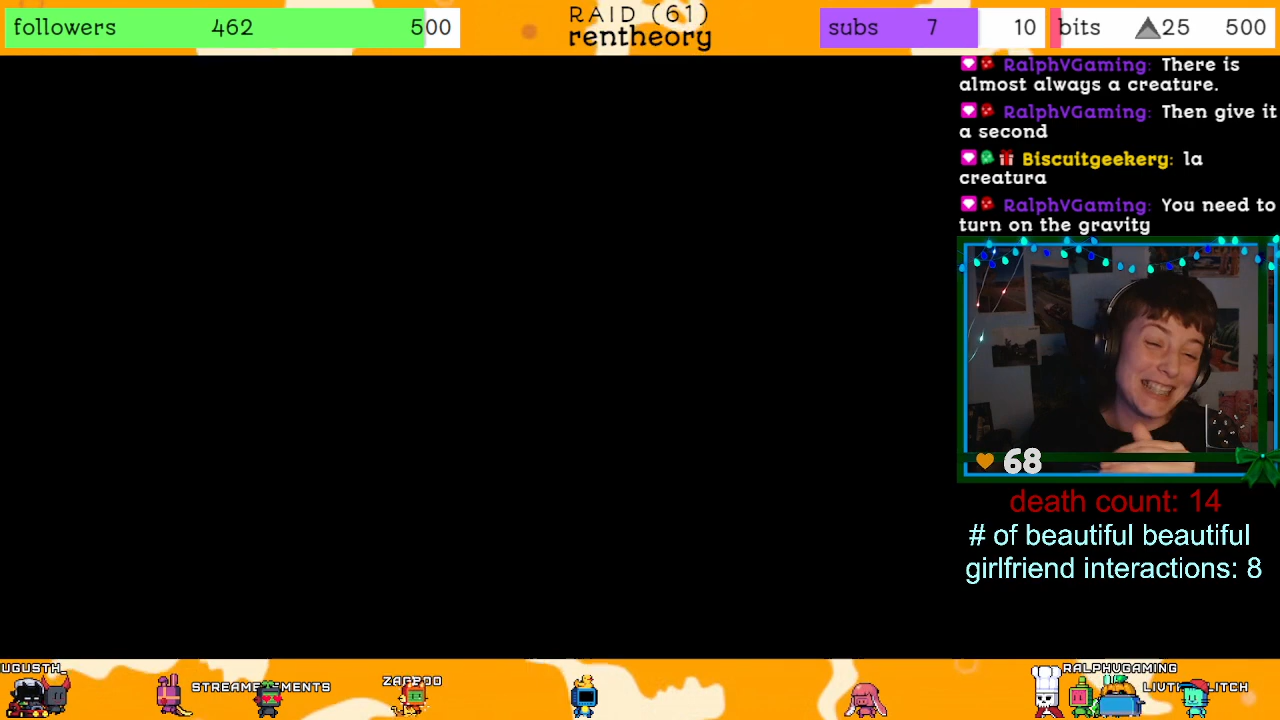 followers 462 500
RAID (61)
rentheory
subs 7 10
bits 25 500
RalphVGaming: There is
almost always a creature.
RalphVGaming: Then give it
a second
Biscuitgeekerg: la
creatura
RalphVGaming: You need to
turn on the gravity
68
death count: 14
# of beautiful beautiful
girlfriend interactions: 8
UGUSTH_
ZAPPOD
RALPHVGAMING